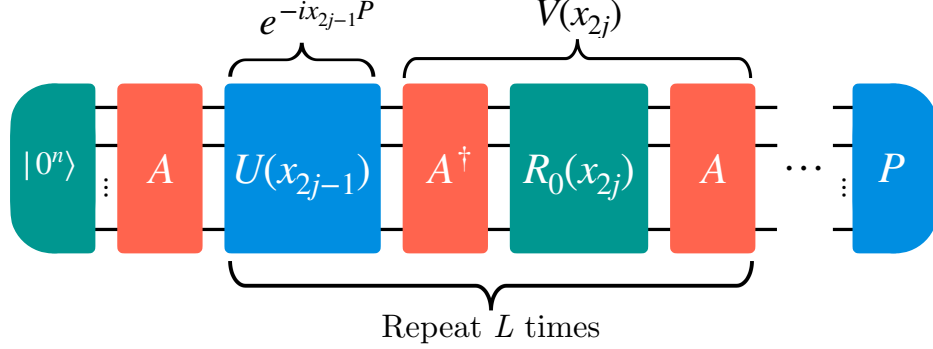 e^{-ix_{2j-1}P} V(x_{2j})
|0^n⟩ ⋮ A U(x_{2j-1}) A^† R_0(x_{2j}) A ⋯ ⋮ P
Repeat L times